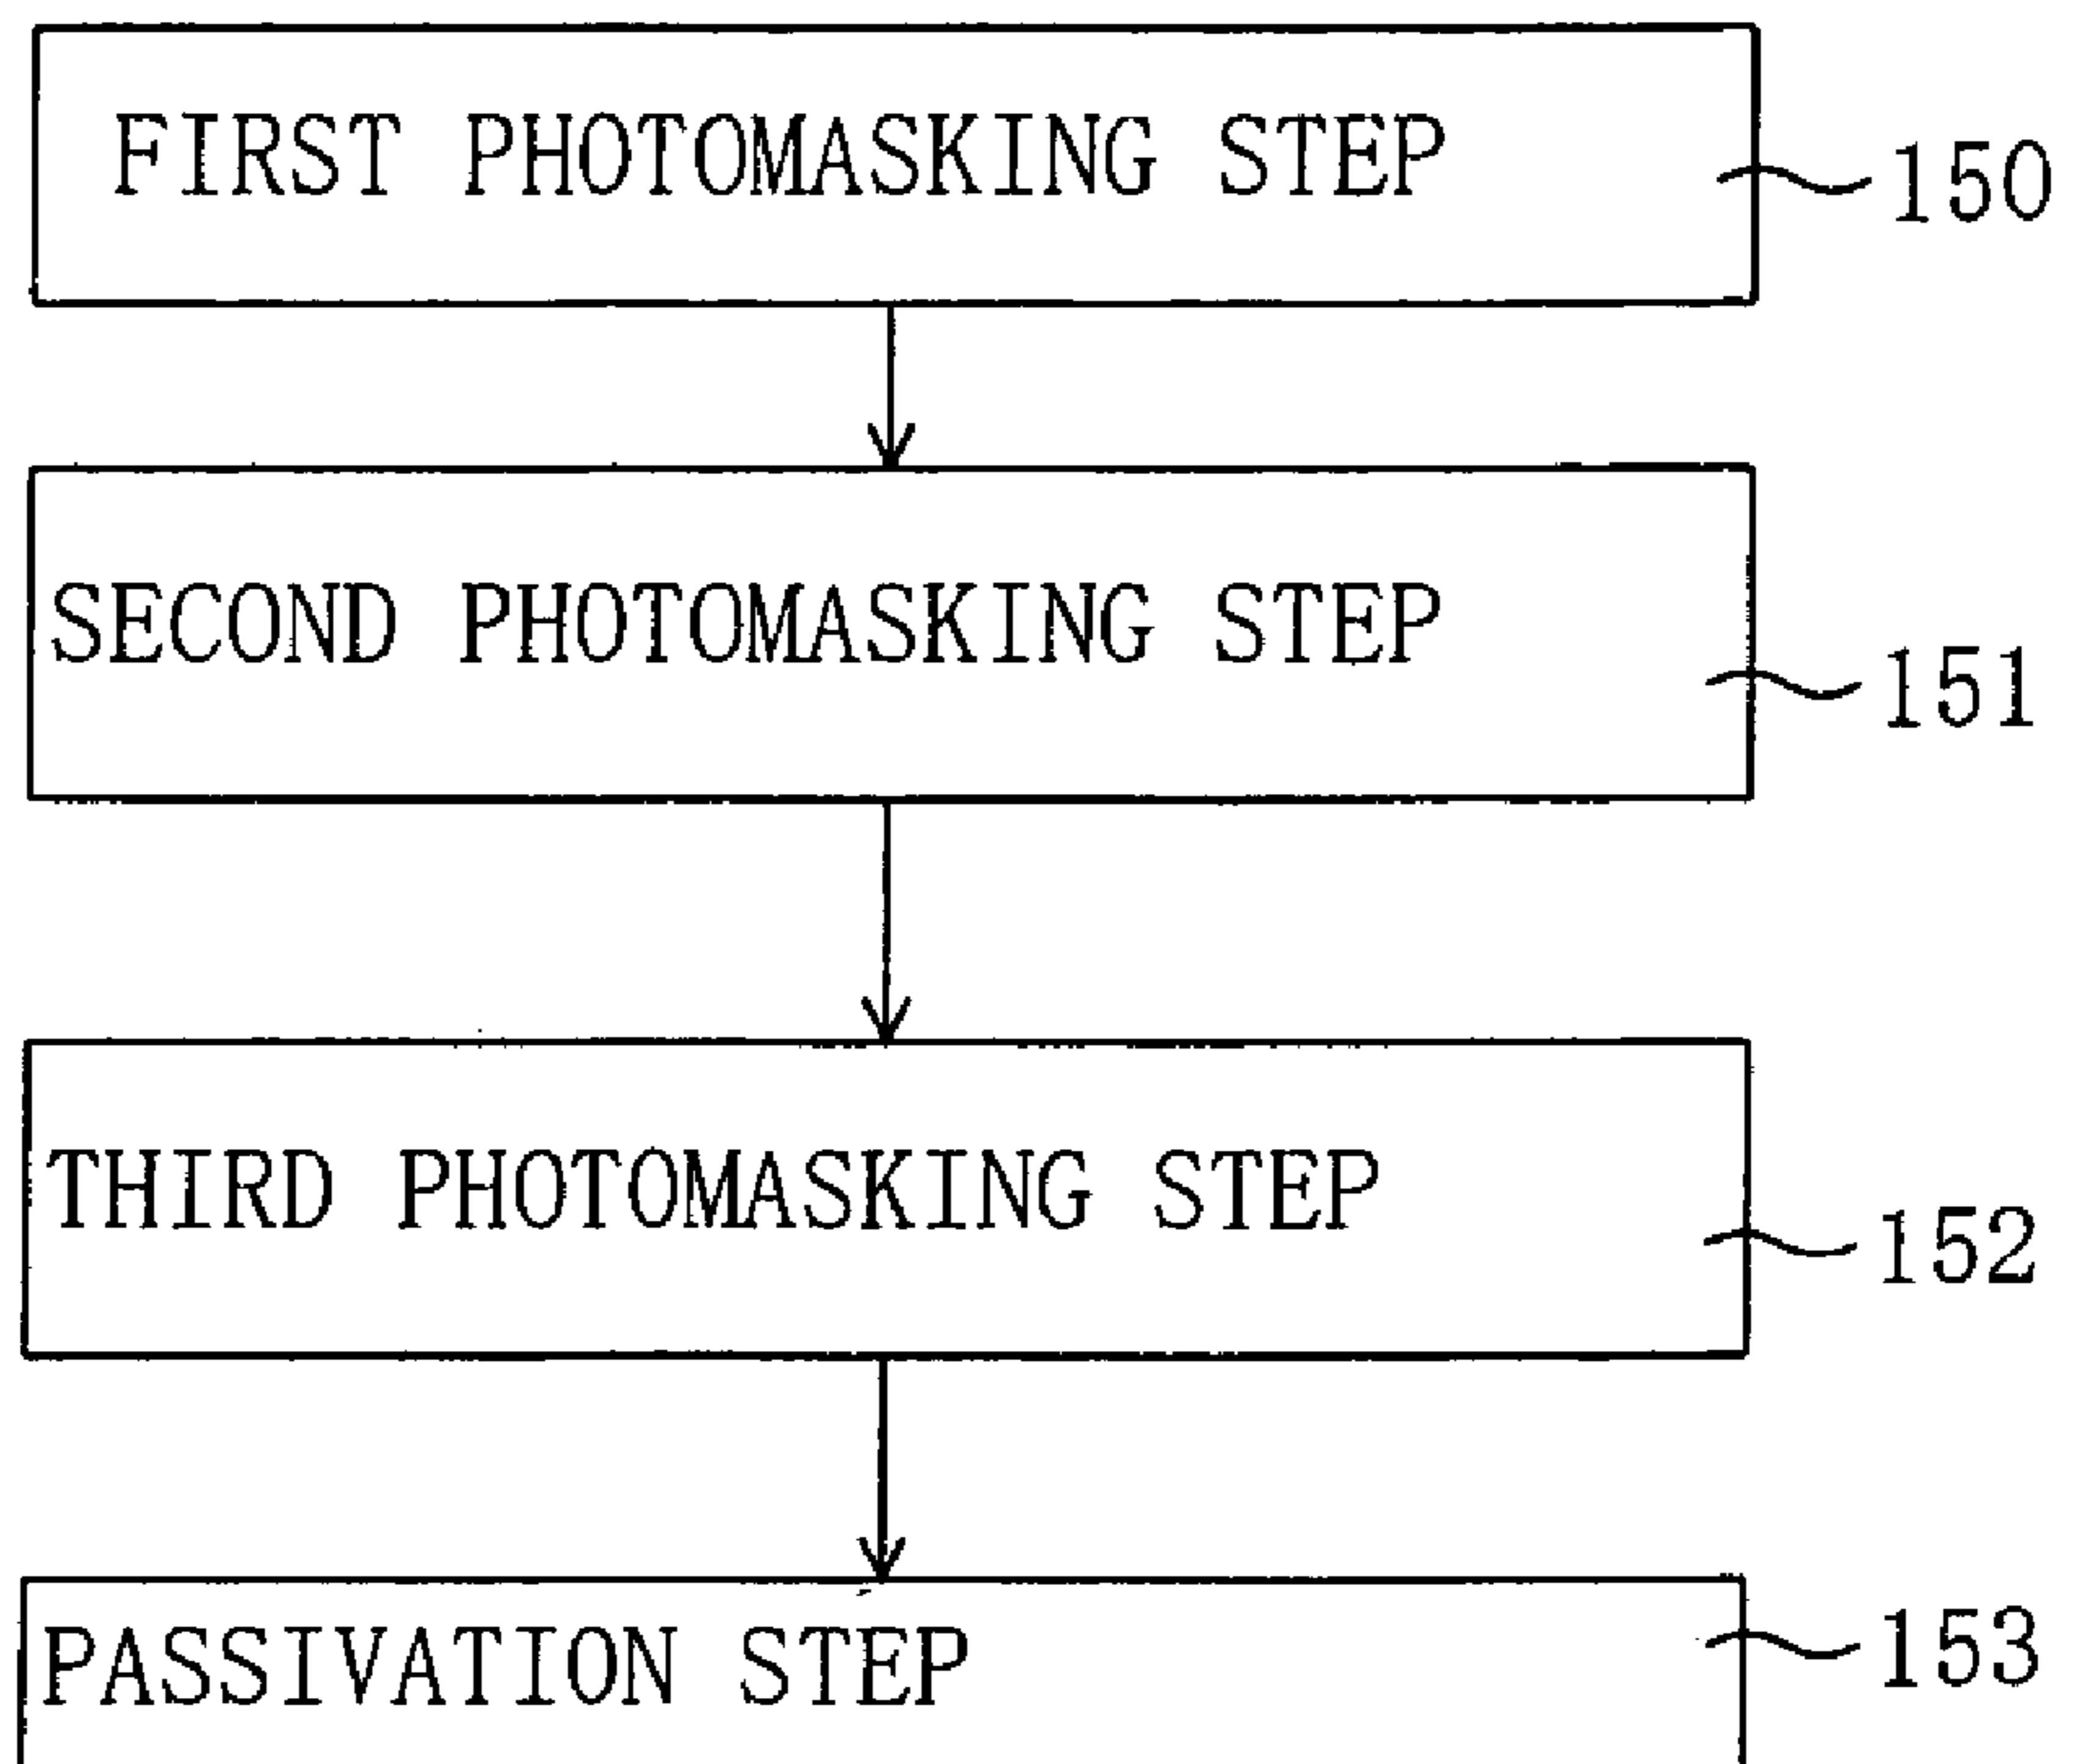 FIRST PHOTOMASKING STEP
150
SECOND PHOTOMASKING STEP
151
THIRD PHOTOMASKING STEP
152
PASSIVATION STEP
153